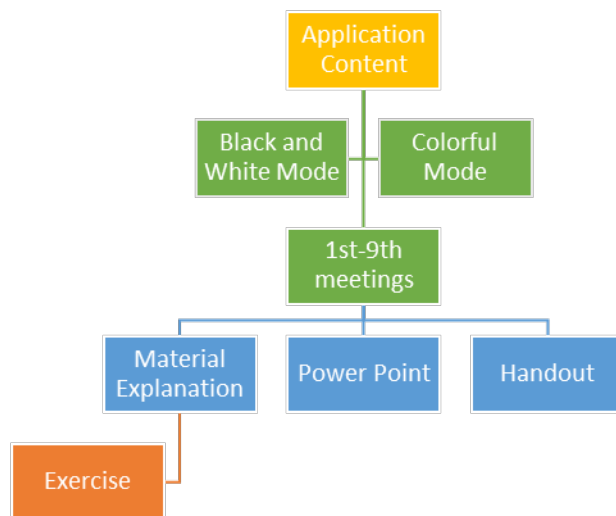 Application
Content
Black and
White Mode
Colorful
Mode
1st-9th
meetings
Material
Explanation
Power Point
Handout
Exercise